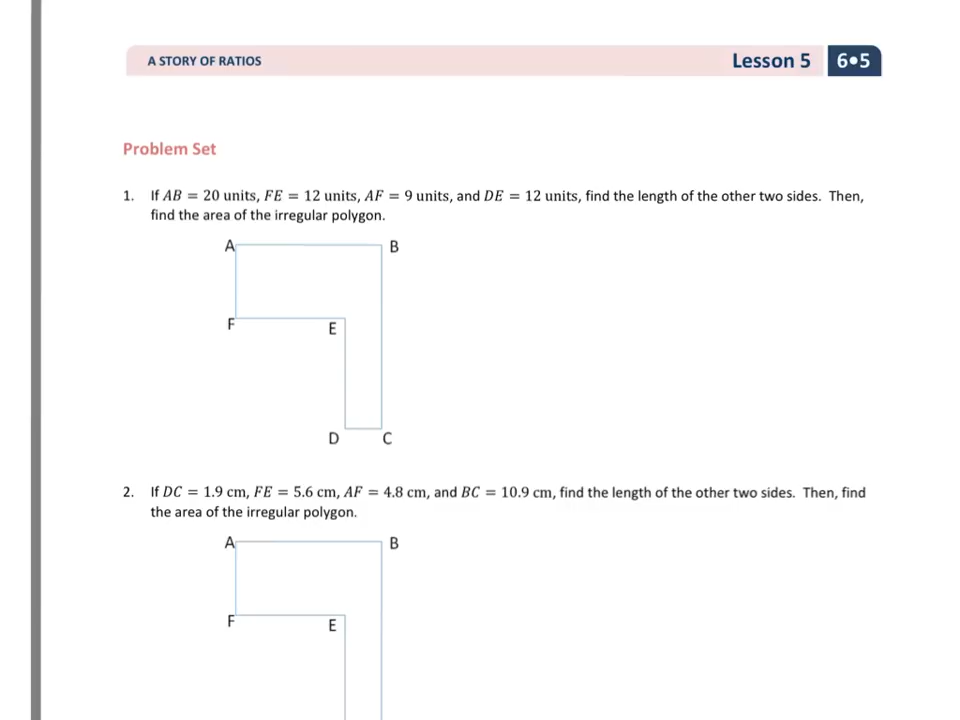 A STORY OF RATIOS
Lesson 5
6•5
Problem Set
1. If AB = 20 units, FE = 12 units, AF = 9 units, and DE = 12 units, find the length of the other two sides. Then,
find the area of the irregular polygon.
A
B
F
E
D
C
2. If DC = 1.9 cm, FE = 5.6 cm, AF = 4.8 cm, and BC = 10.9 cm, find the length of the other two sides. Then, find
the area of the irregular polygon.
A
B
F
E